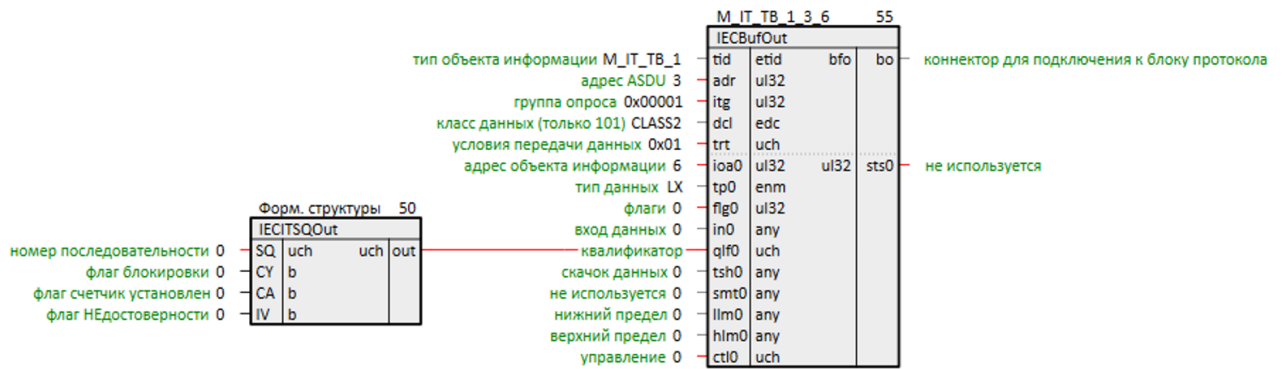 M_IT_TB_1_3_6 55
IECBufOut
тип объекта информации M_IT_TB_1 tid etid bfo bo коннектор для подключения к блоку протокола
адрес ASDU 3 adr ul32
группа опроса 0x00001 itg ul32
класс данных (только 101) CLASS2 dcl edc
условия передачи данных 0x01 trt uch
адрес объекта информации 6 ioa0 ul32 ul32 sts0 не используется
тип данных LX tp0 enm
флаги 0 flg0 ul32
вход данных 0 in0 any
Форм. структуры 50
IECITSQOut
номер последовательности 0 SQ uch uch out квалификатор qlf0 uch
флаг блокировки 0 CY b скачок данных 0 tsh0 any
флаг счетчик установлен 0 CA b не используется 0 smt0 any
флаг НЕдостоверности 0 IV b нижний предел 0 llm0 any
верхний предел 0 hlm0 any
управление 0 ctl0 uch